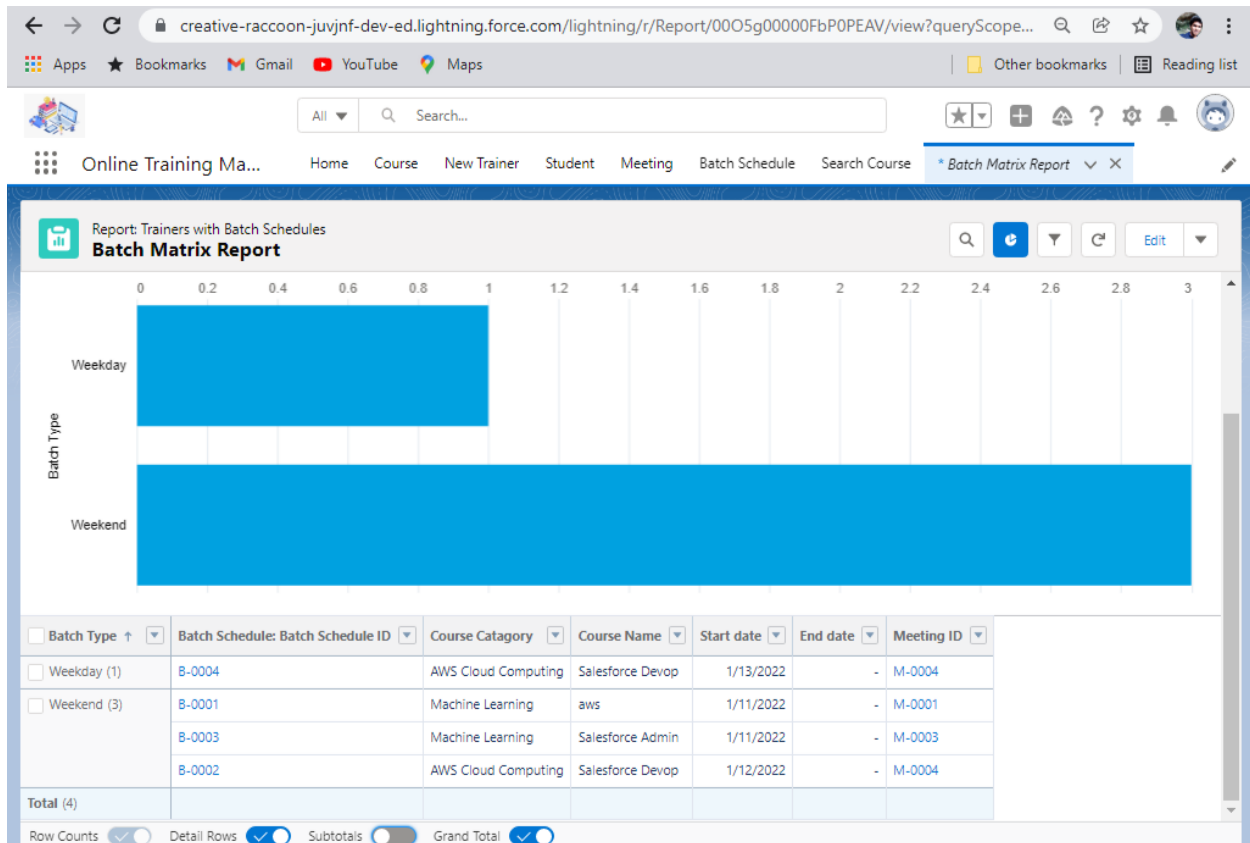 creative-raccoon-juvjnf-dev-ed.lightning.force.com/lightning/r/Report/00O5g00000FbP0PEAV/view?queryScope...
Apps Bookmarks Gmail YouTube Maps Other bookmarks Reading list
All Search...
Online Training Ma... Home Course New Trainer Student Meeting Batch Schedule Search Course * Batch Matrix Report
Report: Trainers with Batch Schedules
Batch Matrix Report
Edit
0 0.2 0.4 0.6 0.8 1 1.2 1.4 1.6 1.8 2 2.2 2.4 2.6 2.8 3
Weekday
Batch Type
Weekend
Batch Type ↑ Batch Schedule: Batch Schedule ID Course Catagory Course Name Start date End date Meeting ID
Weekday (1) B-0004 AWS Cloud Computing Salesforce Devop 1/13/2022 - M-0004
Weekend (3) B-0001 Machine Learning aws 1/11/2022 - M-0001
B-0003 Machine Learning Salesforce Admin 1/11/2022 - M-0003
B-0002 AWS Cloud Computing Salesforce Devop 1/12/2022 - M-0004
Total (4)
Row Counts Detail Rows Subtotals Grand Total